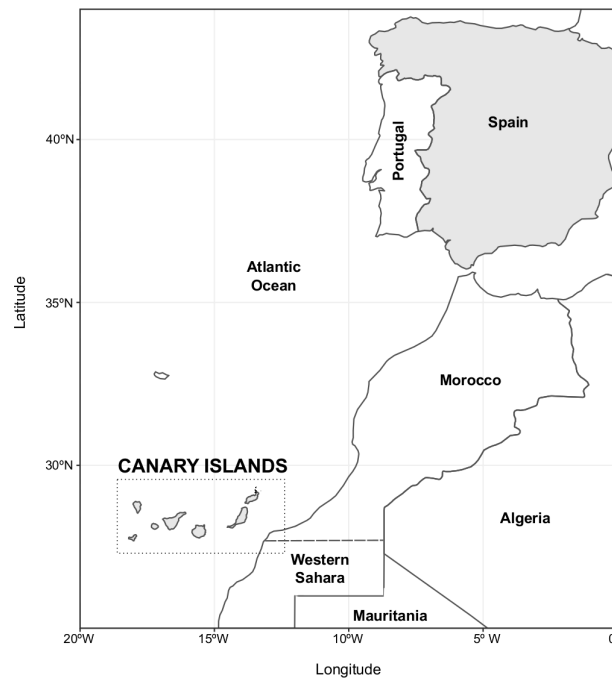 Spain
40ºN
Portugal
Atlantic
Ocean
35ºN
Latitude
Morocco
30ºN
CANARY ISLANDS
Algeria
Western
Sahara
Mauritania
20ºW
15ºW
10ºW
5º W
Longitude